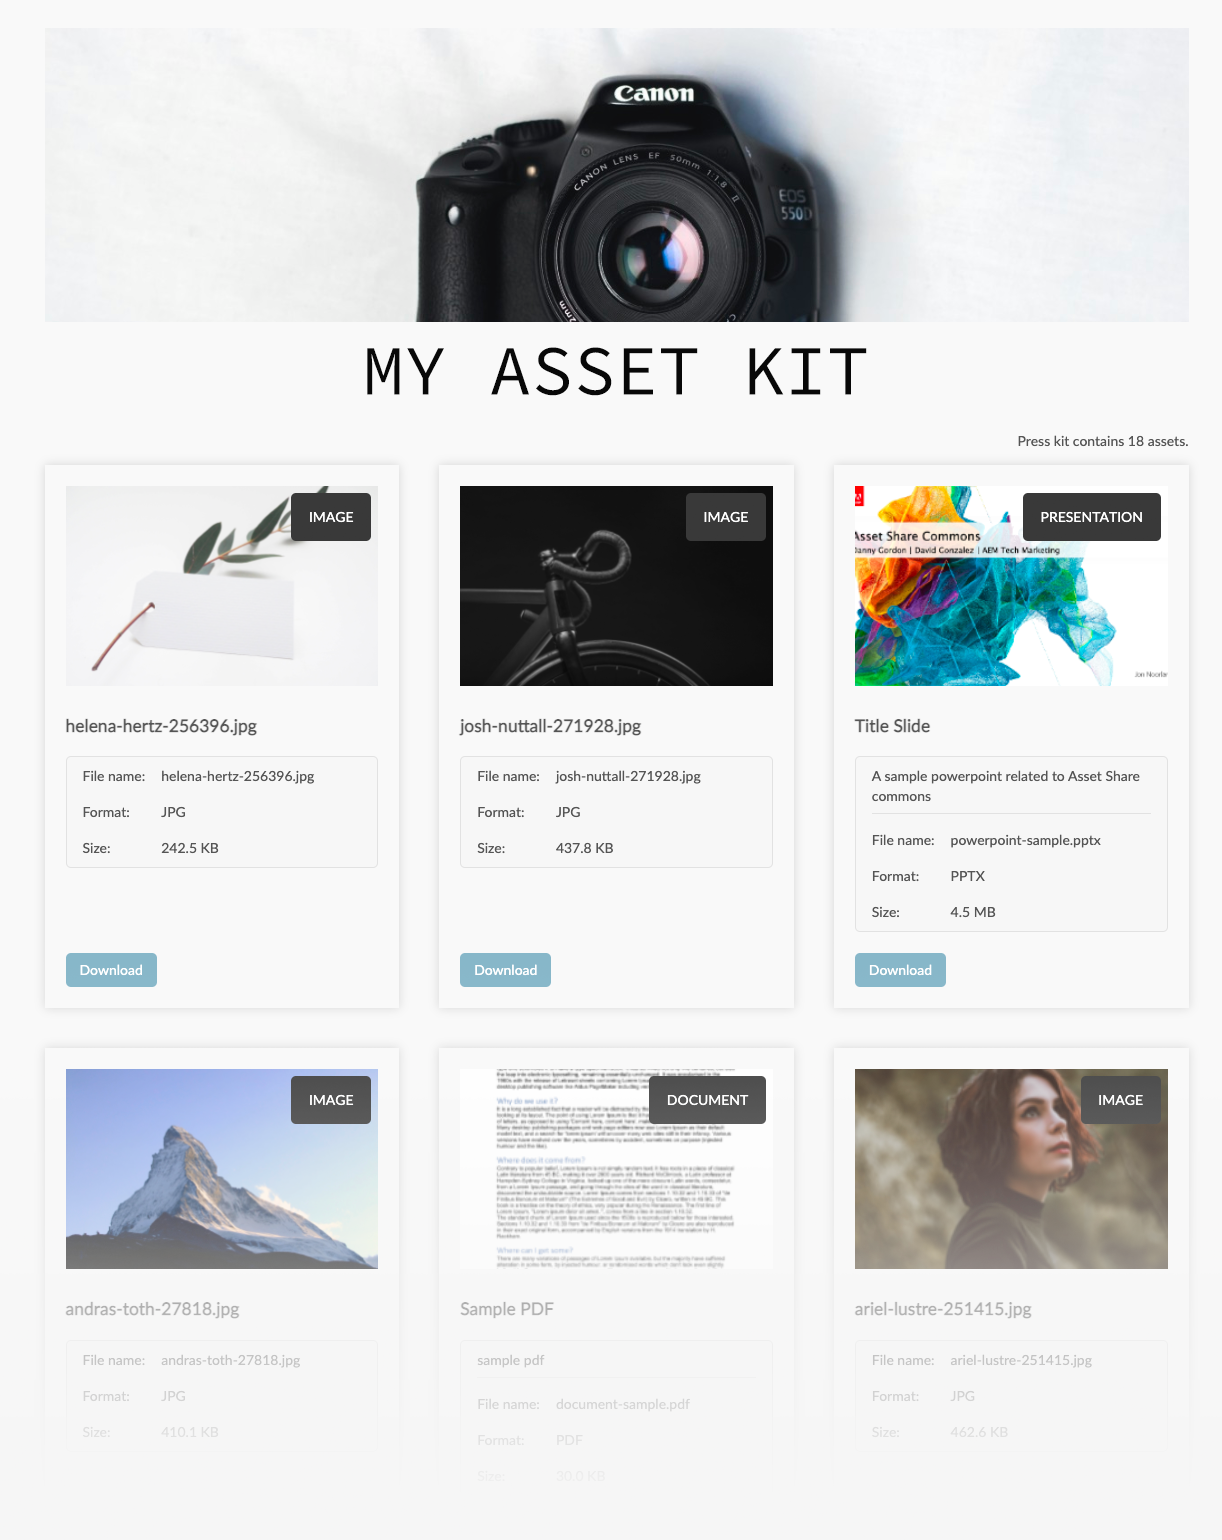 Canon
CANON LENS EF 50mm 1:1.8 II
EOS
550D
MY ASSET KIT
Press kit contains 18 assets.
IMAGE
helena-hertz-256396.jpg
File name: helena-hertz-256396.jpg
Format: JPG
Size: 242.5 KB
Download
IMAGE
josh-nuttall-271928.jpg
File name: josh-nuttall-271928.jpg
Format: JPG
Size: 437.8 KB
Download
PRESENTATION
Asset Share Commons
Danny Gordon | David Gonzalez | AEM Tech Marketing
Title Slide
A sample powerpoint related to Asset Share
commons
File name: powerpoint-sample.pptx
Format: PPTX
Size: 4.5 MB
Download
IMAGE
andras-toth-27818.jpg
File name: andras-toth-27818.jpg
Format: JPG
Size: 410.1 KB
DOCUMENT
Why do we use it?
Where does it come from?
Where can I get some?
Sample PDF
sample pdf
File name: document-sample.pdf
Format: PDF
Size: 30.0 KB
IMAGE
ariel-lustre-251415.jpg
File name: ariel-lustre-251415.jpg
Format: JPG
Size: 462.6 KB